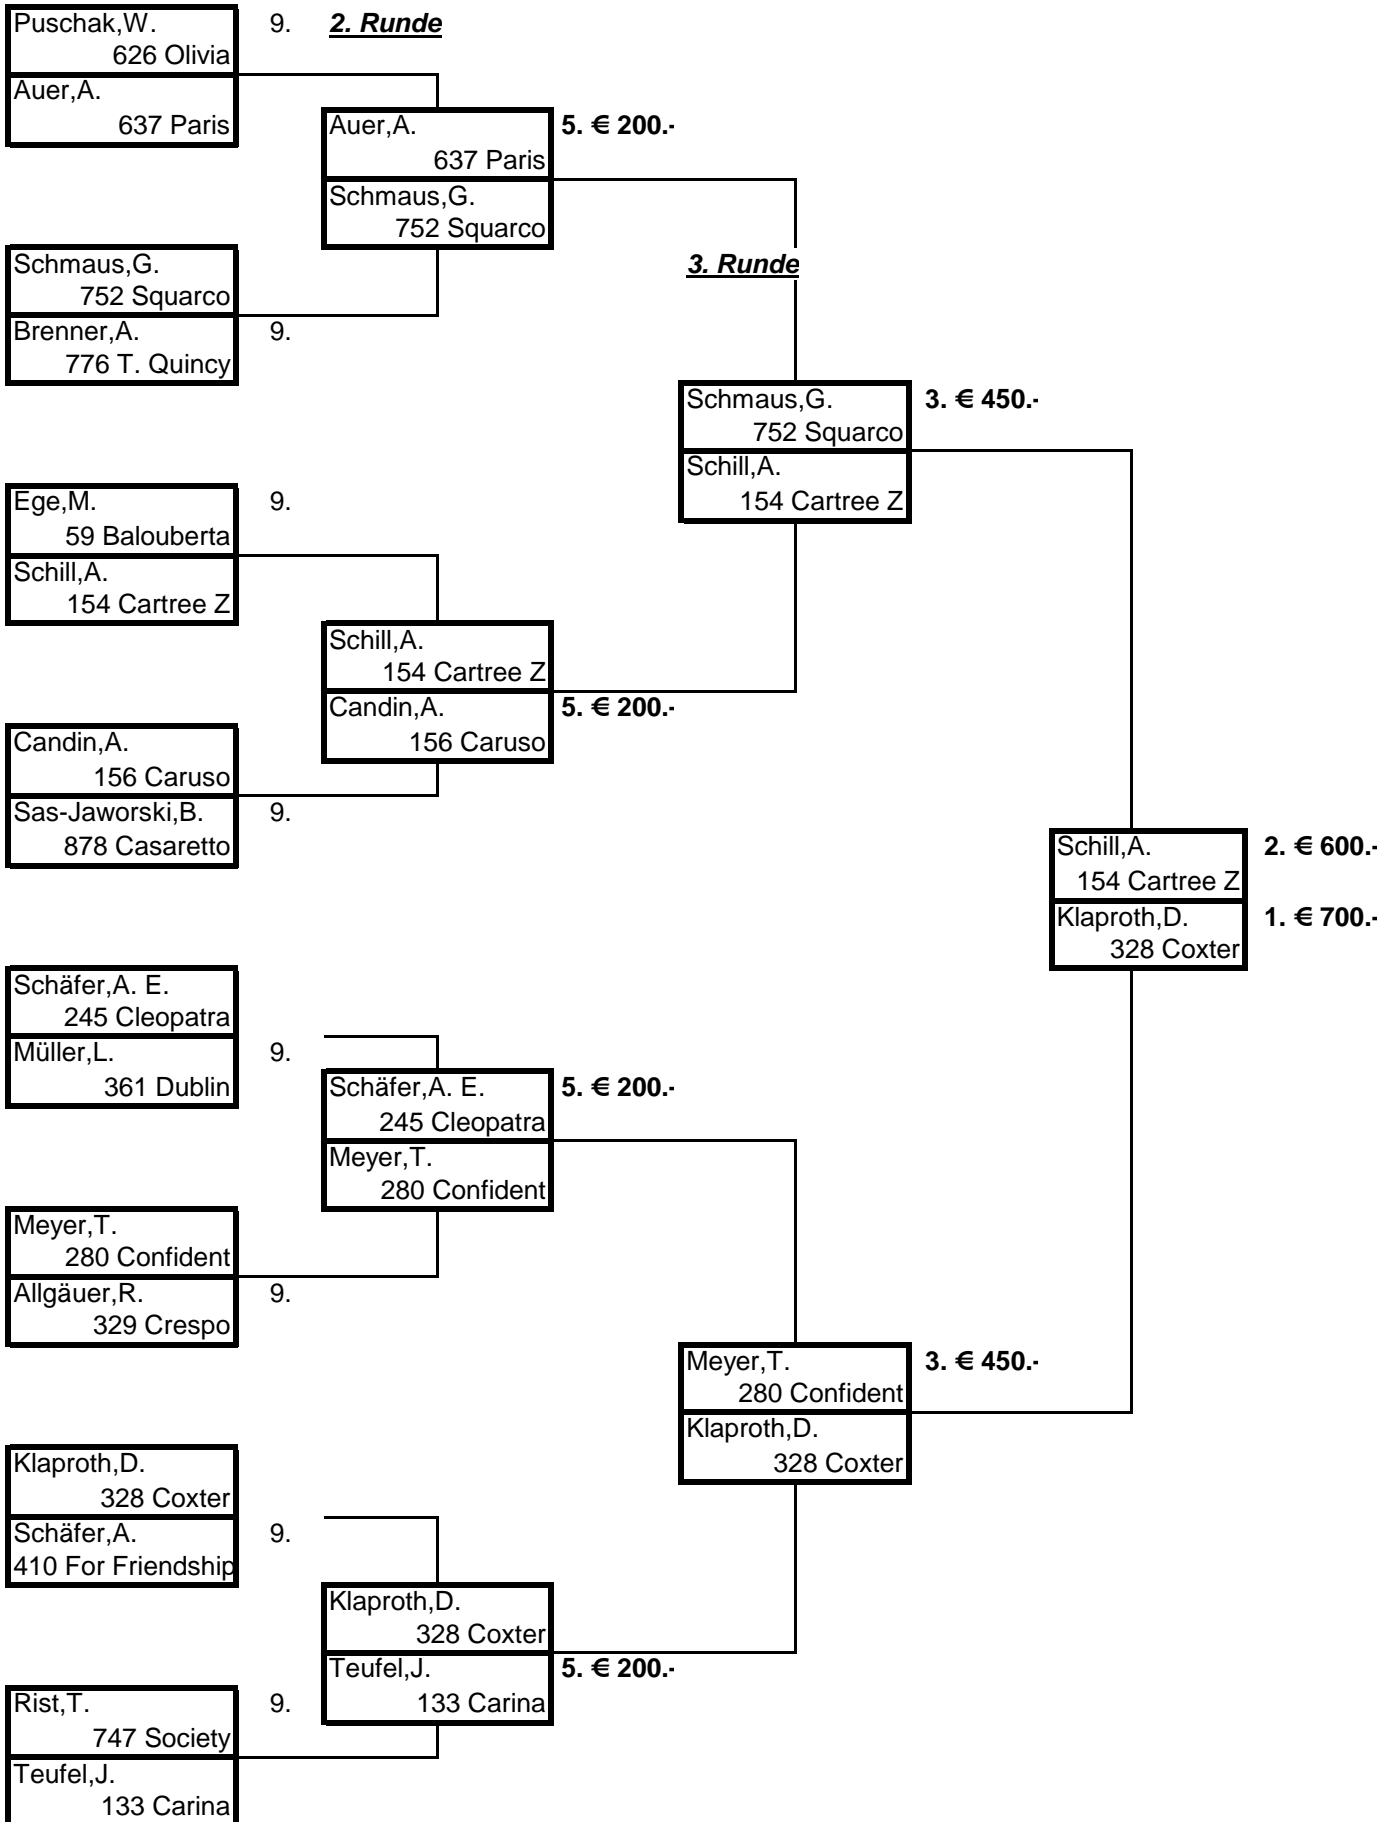 Puschak,W.
9.
2. Runde
626 Olivia
Auer,A.
637 Paris
Auer,A.
5. € 200.-
637 Paris
Schmaus,G.
752 Squarco
Schmaus,G.
3. Runde
752 Squarco
Brenner,A.
9.
776 T. Quincy
Schmaus,G.
3. € 450.-
752 Squarco
Schill,A.
154 Cartree Z
Ege,M.
9.
59 Balouberta
Schill,A.
154 Cartree Z
Schill,A.
154 Cartree Z
Candin,A.
5. € 200.-
156 Caruso
Candin,A.
156 Caruso
Sas-Jaworski,B.
9.
878 Casaretto
Schill,A.
2. € 600.-
154 Cartree Z
Klaproth,D.
1. € 700.-
328 Coxter
Schäfer,A. E.
245 Cleopatra
Müller,L.
9.
361 Dublin
Schäfer,A. E.
5. € 200.-
245 Cleopatra
Meyer,T.
280 Confident
Meyer,T.
280 Confident
Allgäuer,R.
9.
329 Crespo
Meyer,T.
3. € 450.-
280 Confident
Klaproth,D.
328 Coxter
Klaproth,D.
328 Coxter
Schäfer,A.
9.
410 For Friendship
Klaproth,D.
328 Coxter
Teufel,J.
5. € 200.-
133 Carina
Rist,T.
9.
747 Society
Teufel,J.
133 Carina